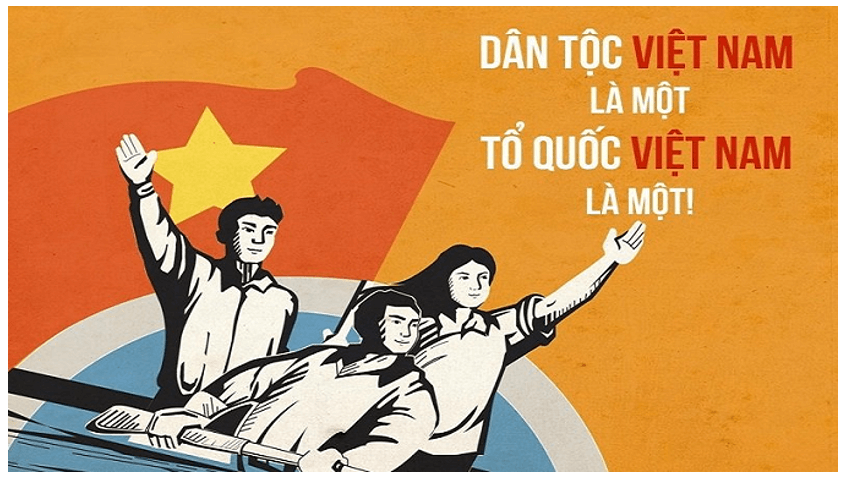 DÂN TỘC VIỆT NAM
LÀ MỘT
TỔ QUỐC VIỆT NAM
LÀ MỘT!